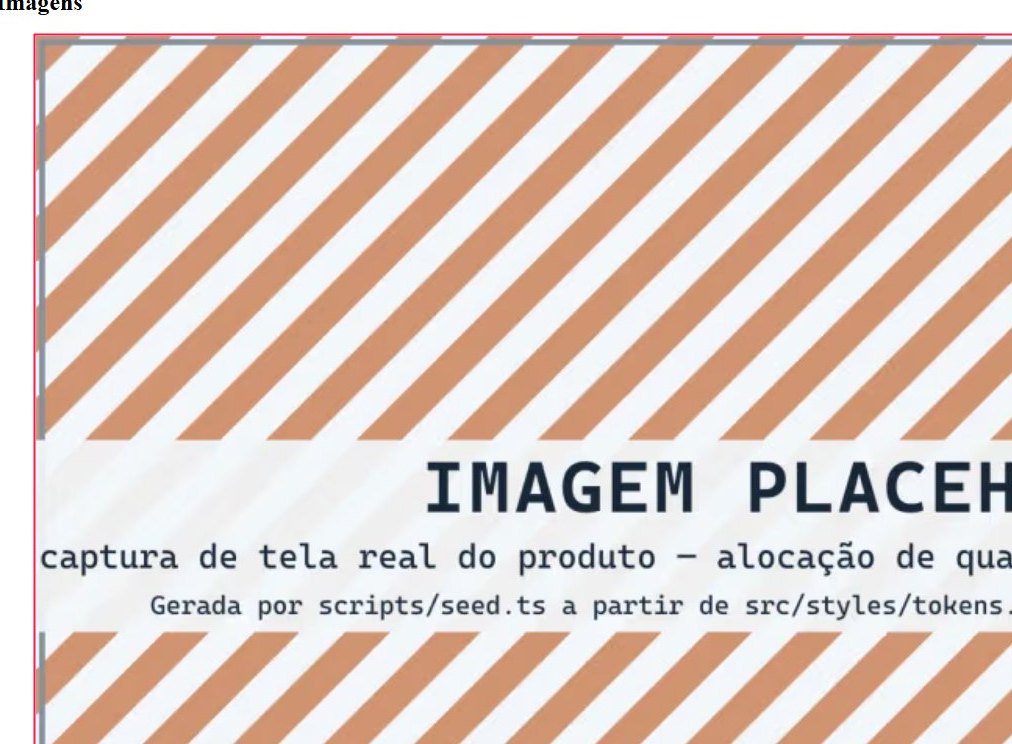 Imagens
IMAGEM PLACEH
captura de tela real do produto — alocação de qua
Gerada por scripts/seed.ts a partir de src/styles/tokens.